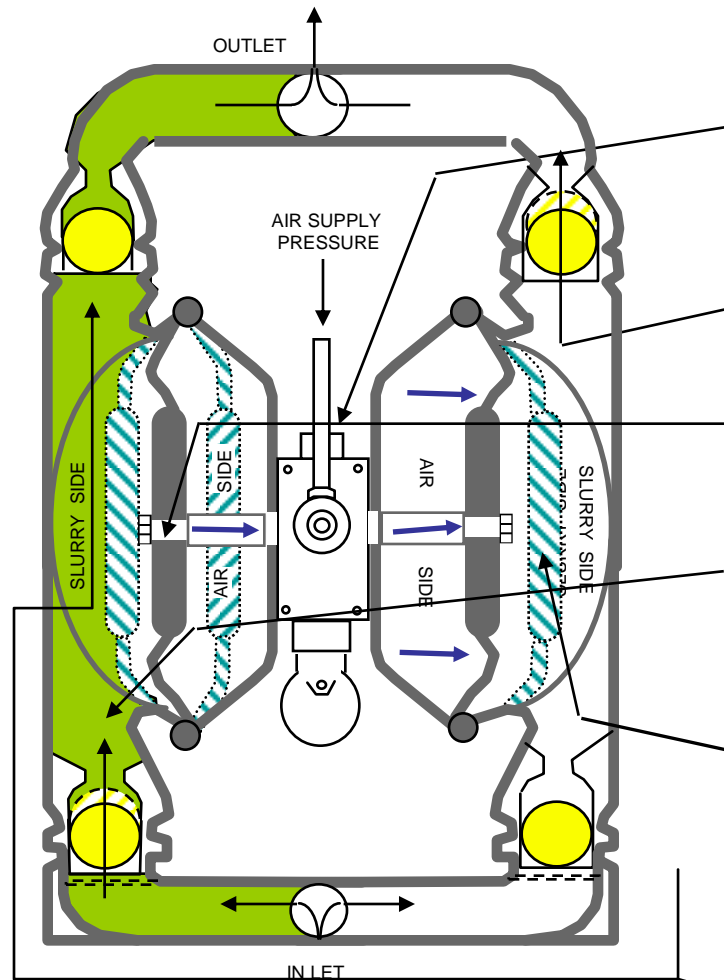 OUTLET
AIR SUPPLY
PRESSURE
SLURRY SIDE
SIDE
AIR
AIR
SIDE
SLURRY SIDE
IN LET